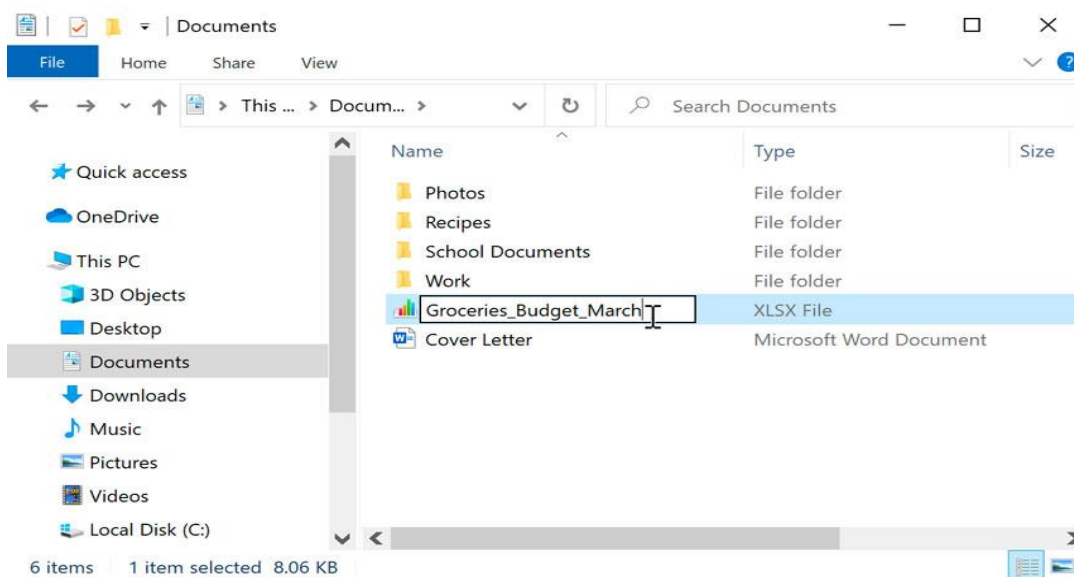 Documents
File Home Share View
This ... > Docum... > Search Documents
Name Type Size
Quick access
OneDrive
This PC
3D Objects
Desktop
Documents
Downloads
Music
Pictures
Videos
Local Disk (C:)
Photos File folder
Recipes File folder
School Documents File folder
Work File folder
Groceries_Budget_March XLSX File
Cover Letter Microsoft Word Document
6 items 1 item selected 8.06 KB